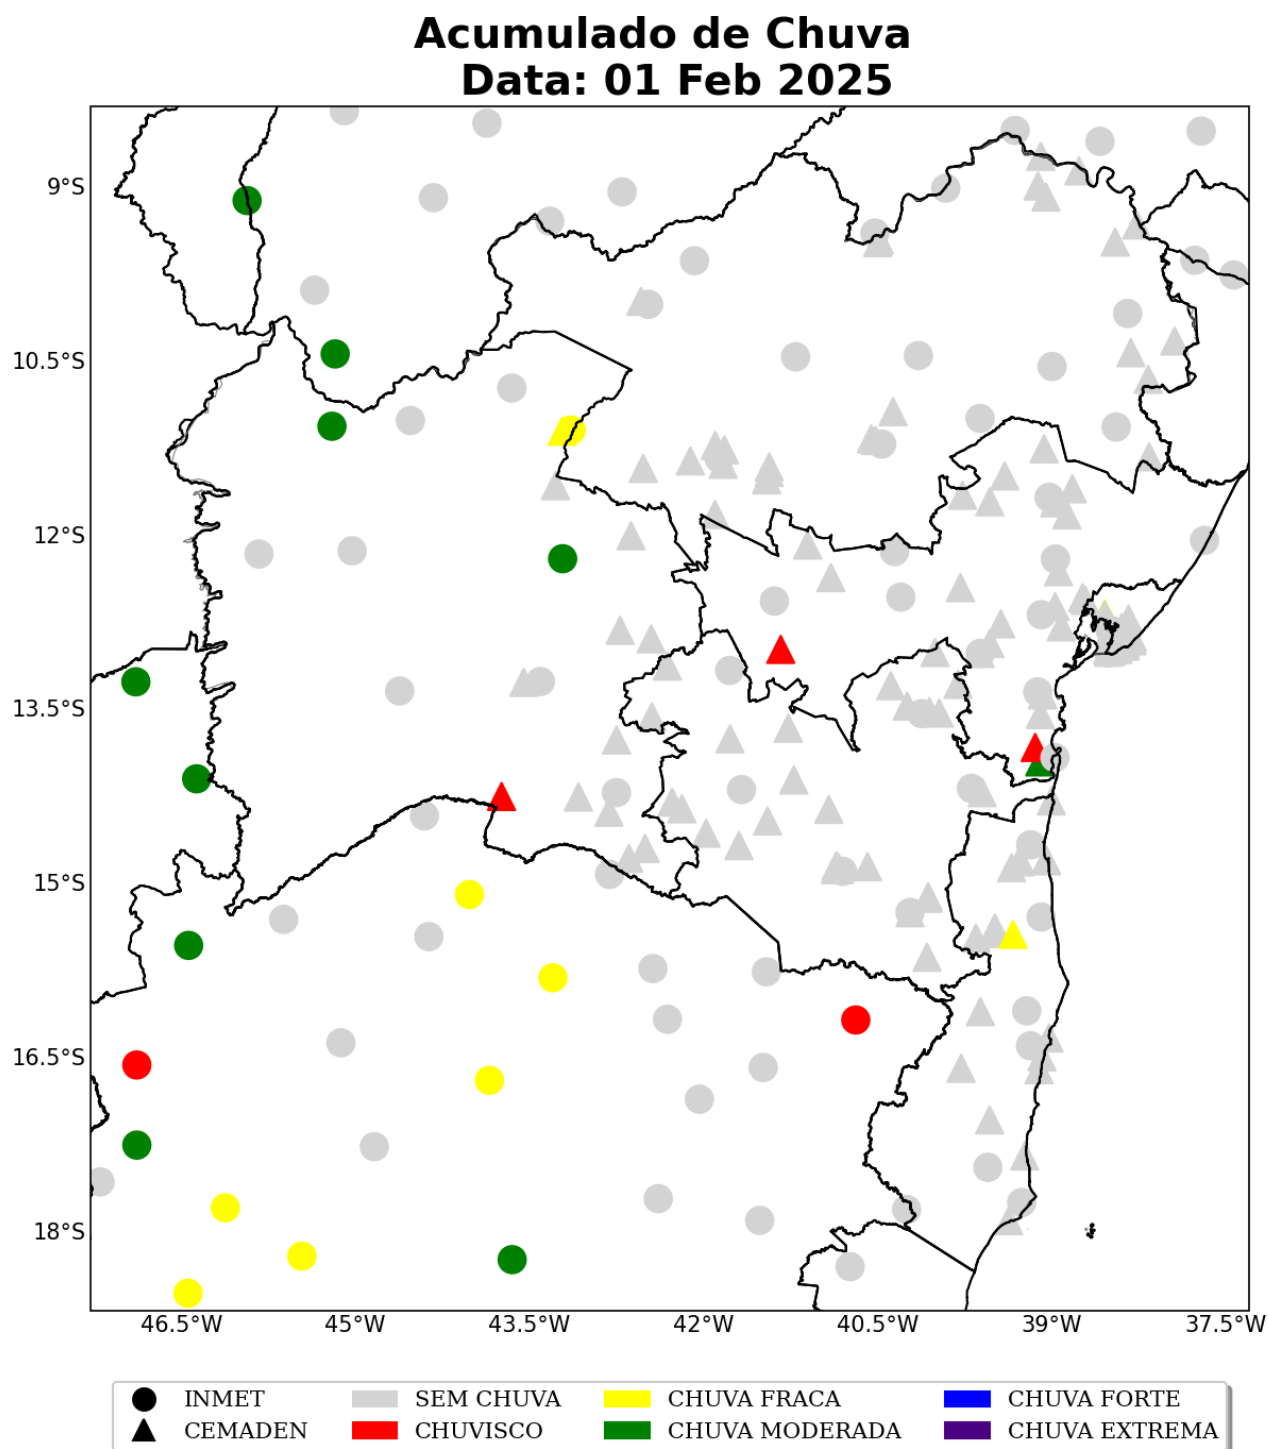 Acumulado de Chuva
Data: 01 Feb 2025
9°S
10.5°S
12°S
13.5°S
15°S
16.5°S
18°S
46.5°W 45°W 43.5°W 42°W 40.5°W 39°W 37.5°W
INMET SEM CHUVA CHUVA FRACA CHUVA FORTE
CEMADEN CHUVISCO CHUVA MODERADA CHUVA EXTREMA